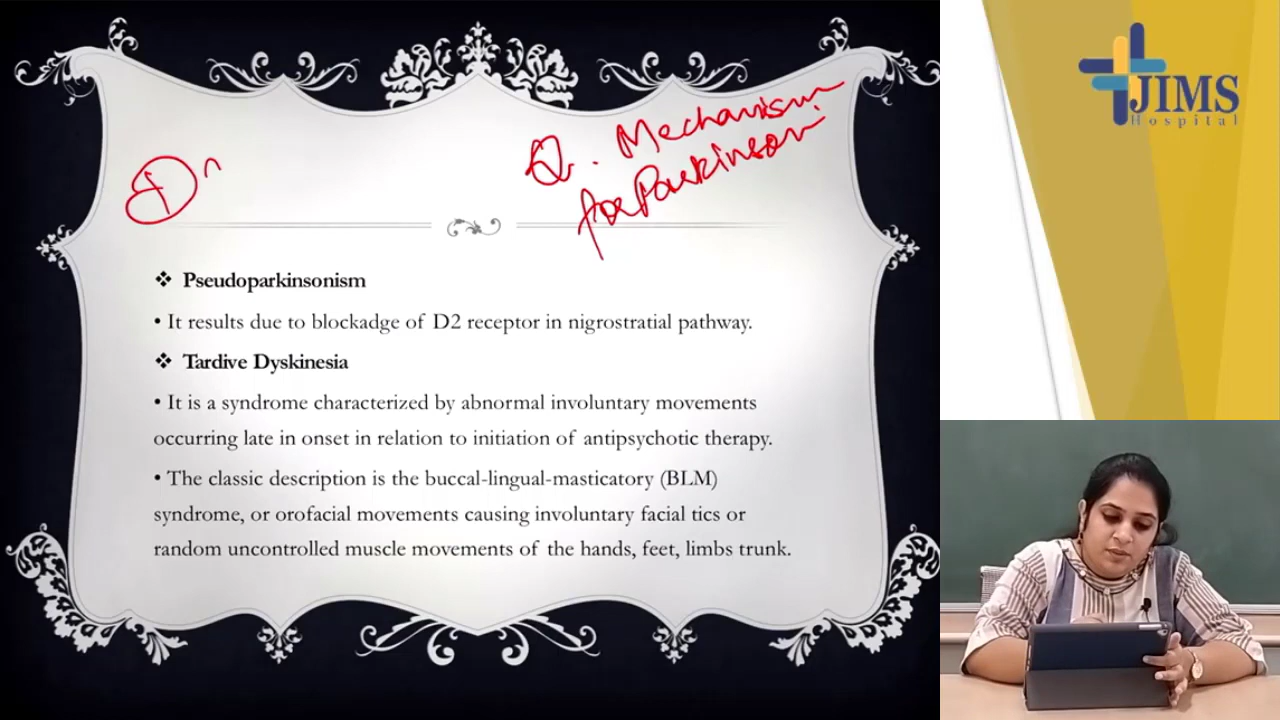 JIMS
Hospital
Q. Mechanism
for Parkinson
❖ Pseudoparkinsonism
• It results due to blockadge of D2 receptor in nigrostratial pathway.
❖ Tardive Dyskinesia
• It is a syndrome characterized by abnormal involuntary movements
occurring late in onset in relation to initiation of antipsychotic therapy.
• The classic description is the buccal-lingual-masticatory (BLM)
syndrome, or orofacial movements causing involuntary facial tics or
random uncontrolled muscle movements of the hands, feet, limbs trunk.